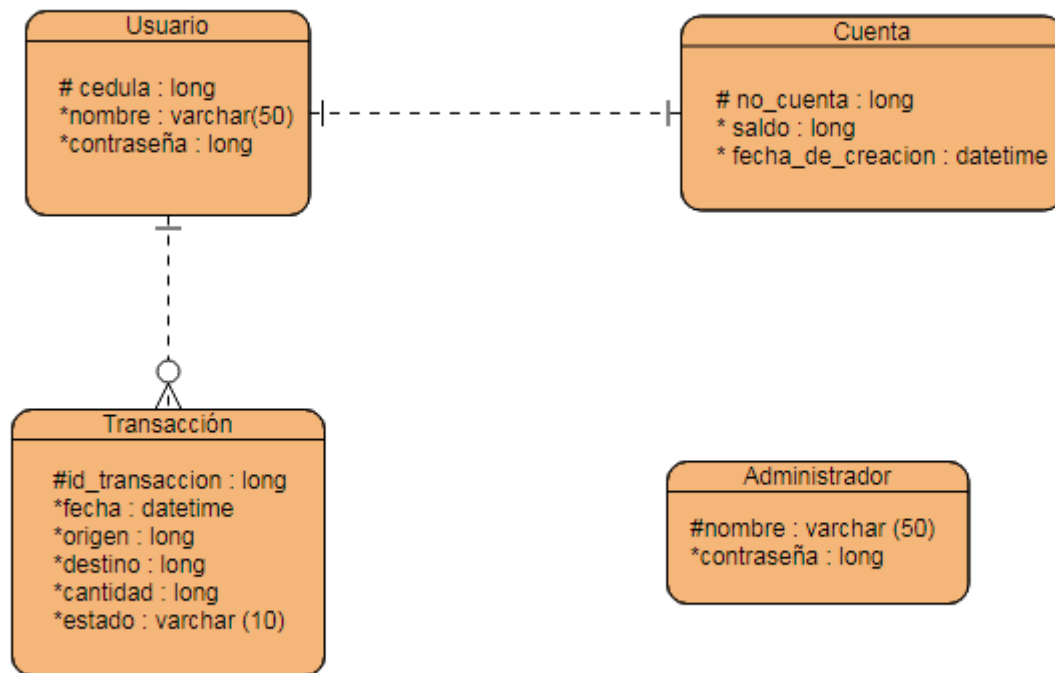 Usuario
# cedula : long
*nombre : varchar(50)
*contraseña : long
Cuenta
# no_cuenta : long
* saldo : long
* fecha_de_creacion : datetime
Transacción
#id_transaccion : long
*fecha : datetime
*origen : long
*destino : long
*cantidad : long
*estado : varchar (10)
Administrador
#nombre : varchar (50)
*contraseña : long